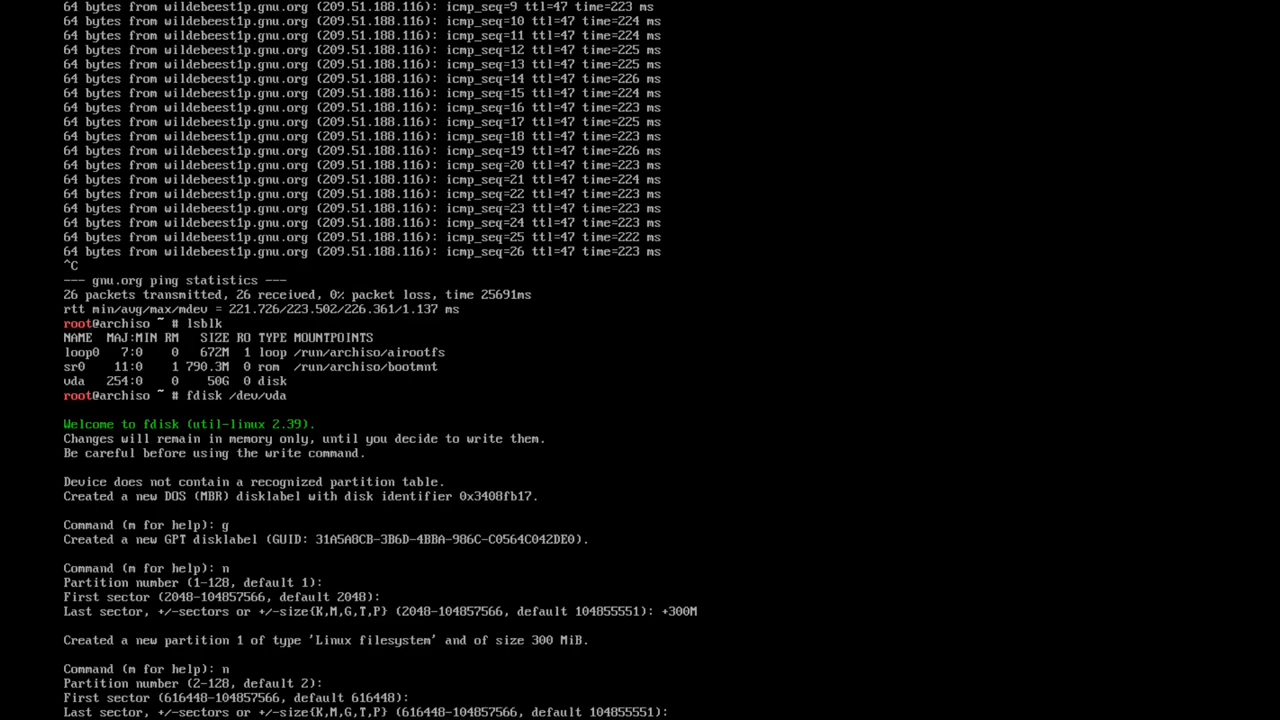 64 bytes from wildebeest1p.gnu.org (209.51.188.116): icmp_seq=9 ttl=47 time=223 ms
64 bytes from wildebeest1p.gnu.org (209.51.188.116): icmp_seq=10 ttl=47 time=224 ms
64 bytes from wildebeest1p.gnu.org (209.51.188.116): icmp_seq=11 ttl=47 time=224 ms
64 bytes from wildebeest1p.gnu.org (209.51.188.116): icmp_seq=12 ttl=47 time=225 ms
64 bytes from wildebeest1p.gnu.org (209.51.188.116): icmp_seq=13 ttl=47 time=225 ms
64 bytes from wildebeest1p.gnu.org (209.51.188.116): icmp_seq=14 ttl=47 time=226 ms
64 bytes from wildebeest1p.gnu.org (209.51.188.116): icmp_seq=15 ttl=47 time=224 ms
64 bytes from wildebeest1p.gnu.org (209.51.188.116): icmp_seq=16 ttl=47 time=223 ms
64 bytes from wildebeest1p.gnu.org (209.51.188.116): icmp_seq=17 ttl=47 time=225 ms
64 bytes from wildebeest1p.gnu.org (209.51.188.116): icmp_seq=18 ttl=47 time=223 ms
64 bytes from wildebeest1p.gnu.org (209.51.188.116): icmp_seq=19 ttl=47 time=226 ms
64 bytes from wildebeest1p.gnu.org (209.51.188.116): icmp_seq=20 ttl=47 time=223 ms
64 bytes from wildebeest1p.gnu.org (209.51.188.116): icmp_seq=21 ttl=47 time=224 ms
64 bytes from wildebeest1p.gnu.org (209.51.188.116): icmp_seq=22 ttl=47 time=223 ms
64 bytes from wildebeest1p.gnu.org (209.51.188.116): icmp_seq=23 ttl=47 time=223 ms
64 bytes from wildebeest1p.gnu.org (209.51.188.116): icmp_seq=24 ttl=47 time=223 ms
64 bytes from wildebeest1p.gnu.org (209.51.188.116): icmp_seq=25 ttl=47 time=222 ms
64 bytes from wildebeest1p.gnu.org (209.51.188.116): icmp_seq=26 ttl=47 time=223 ms
^C
--- gnu.org ping statistics ---
26 packets transmitted, 26 received, 0% packet loss, time 25691ms
rtt min/avg/max/mdev = 221.726/223.502/226.361/1.137 ms
root@archiso ~ # lsblk
NAME  MAJ:MIN RM   SIZE RO TYPE MOUNTPOINTS
loop0   7:0    0   672M  1 loop /run/archiso/airootfs
sr0    11:0    1 790.3M  0 rom  /run/archiso/bootmnt
vda   254:0    0    50G  0 disk
root@archiso ~ # fdisk /dev/vda
Welcome to fdisk (util-linux 2.39).
Changes will remain in memory only, until you decide to write them.
Be careful before using the write command.
Device does not contain a recognized partition table.
Created a new DOS (MBR) disklabel with disk identifier 0x3408fb17.
Command (m for help): g
Created a new GPT disklabel (GUID: 31A5A8CB-3B6D-4BBA-986C-C0564C042DE0).
Command (m for help): n
Partition number (1-128, default 1):
First sector (2048-104857566, default 2048):
Last sector, +/-sectors or +/-size{K,M,G,T,P} (2048-104857566, default 104855551): +300M
Created a new partition 1 of type 'Linux filesystem' and of size 300 MiB.
Command (m for help): n
Partition number (2-128, default 2):
First sector (616448-104857566, default 616448):
Last sector, +/-sectors or +/-size{K,M,G,T,P} (616448-104857566, default 104855551):